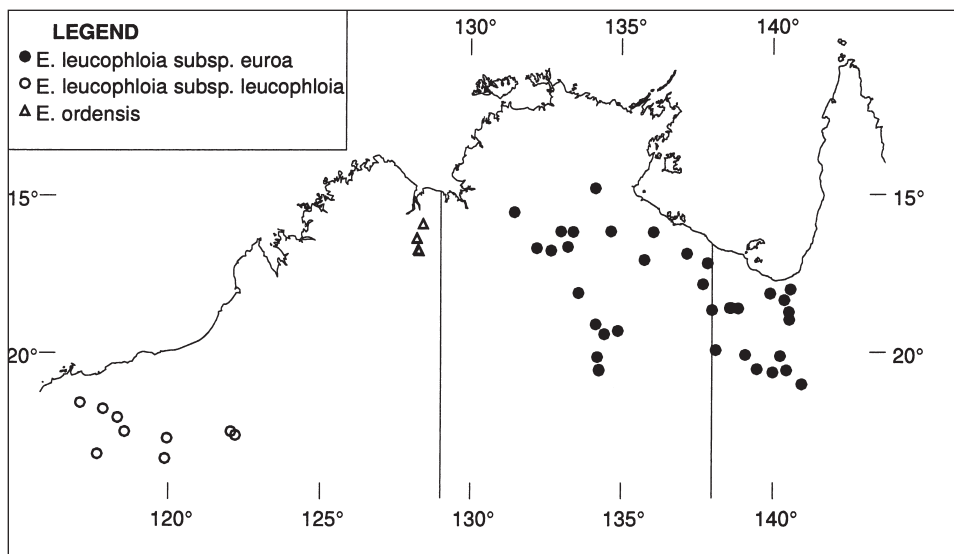 LEGEND
E. leucophloia subsp. euroa
E. leucophloia subsp. leucophloia
E. ordensis
130° 135° 140°
15° 15°
20° 20°
120° 125° 130° 135° 140°